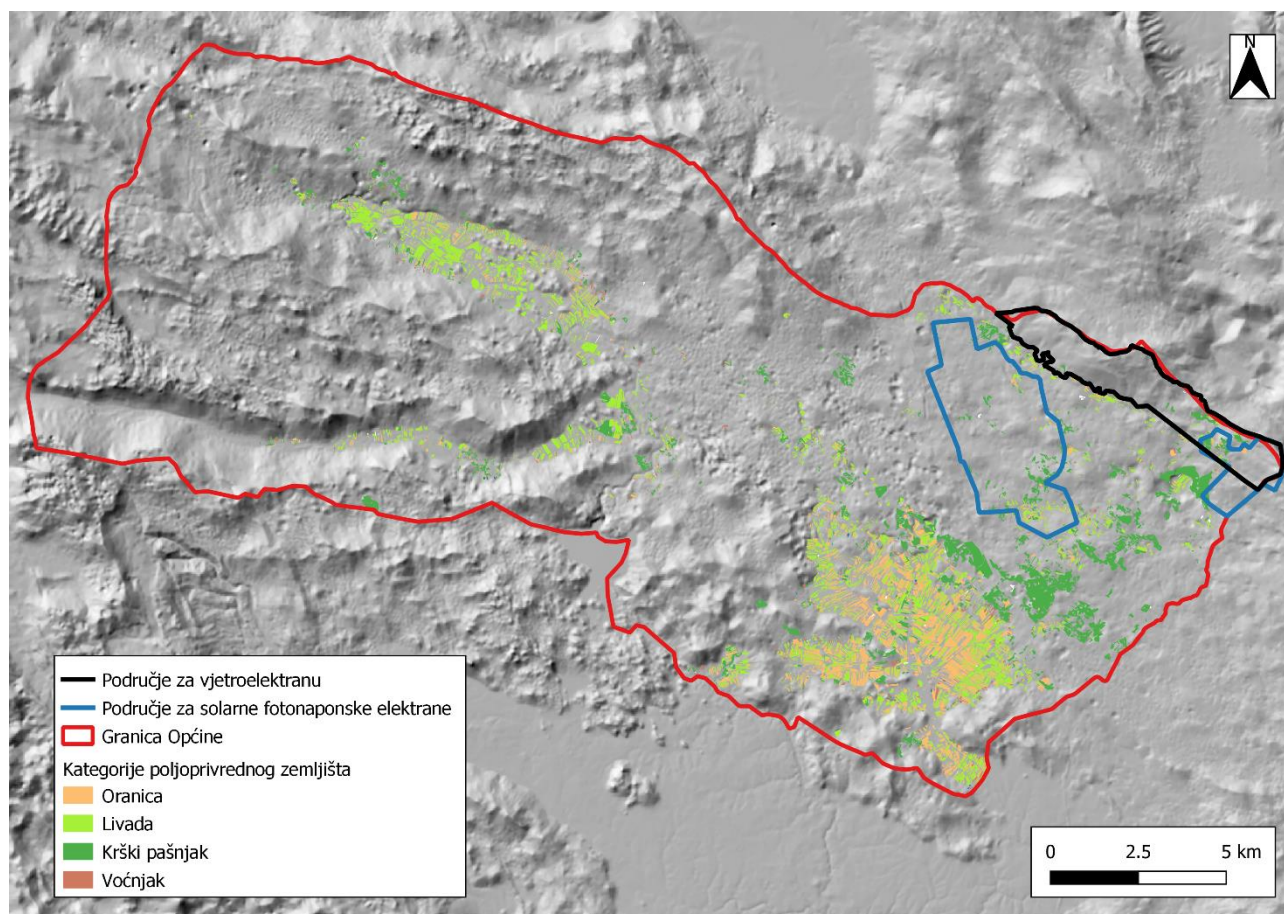 N
Područje za vjetroelektranu
Područje za solarne fotonaponske elektrane
Granica Općine
Kategorije poljoprivrednog zemljišta
Oranica
Livada
Krški pašnjak
Voćnjak
0 2.5 5 km